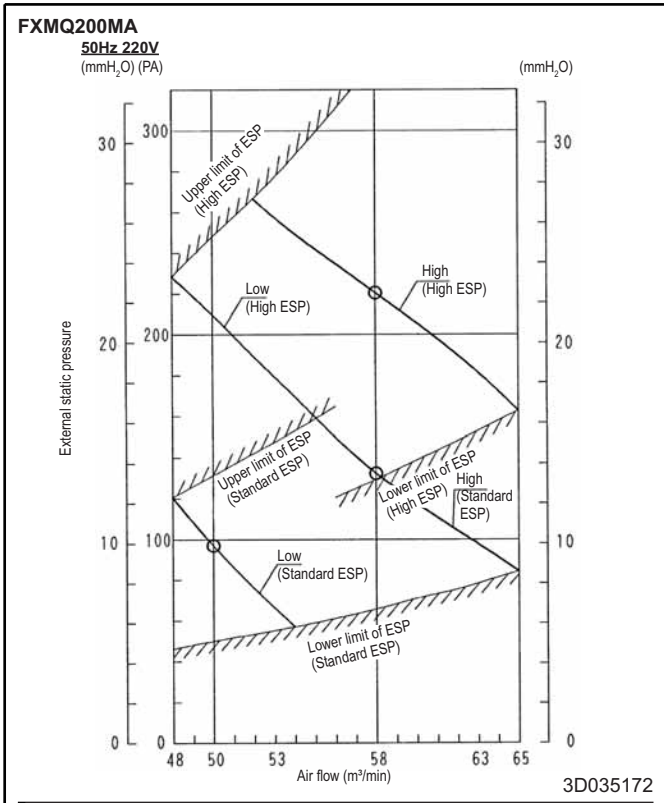 FXMQ200MA
50Hz 220V
(mmH₂O) (PA)
(mmH₂O)
30
300
30
Upper limit of ESP
(High ESP)
Low
(High ESP)
High
(High ESP)
20
200
20
External static pressure
Upper limit of ESP
(Standard ESP)
Lower limit of ESP
(High ESP)
High
(Standard
ESP)
10
100
10
Low
(Standard ESP)
Lower limit of ESP
(Standard ESP)
0
0
0
48 50 53 58 63 65
Air flow (m³/min)
3D035172